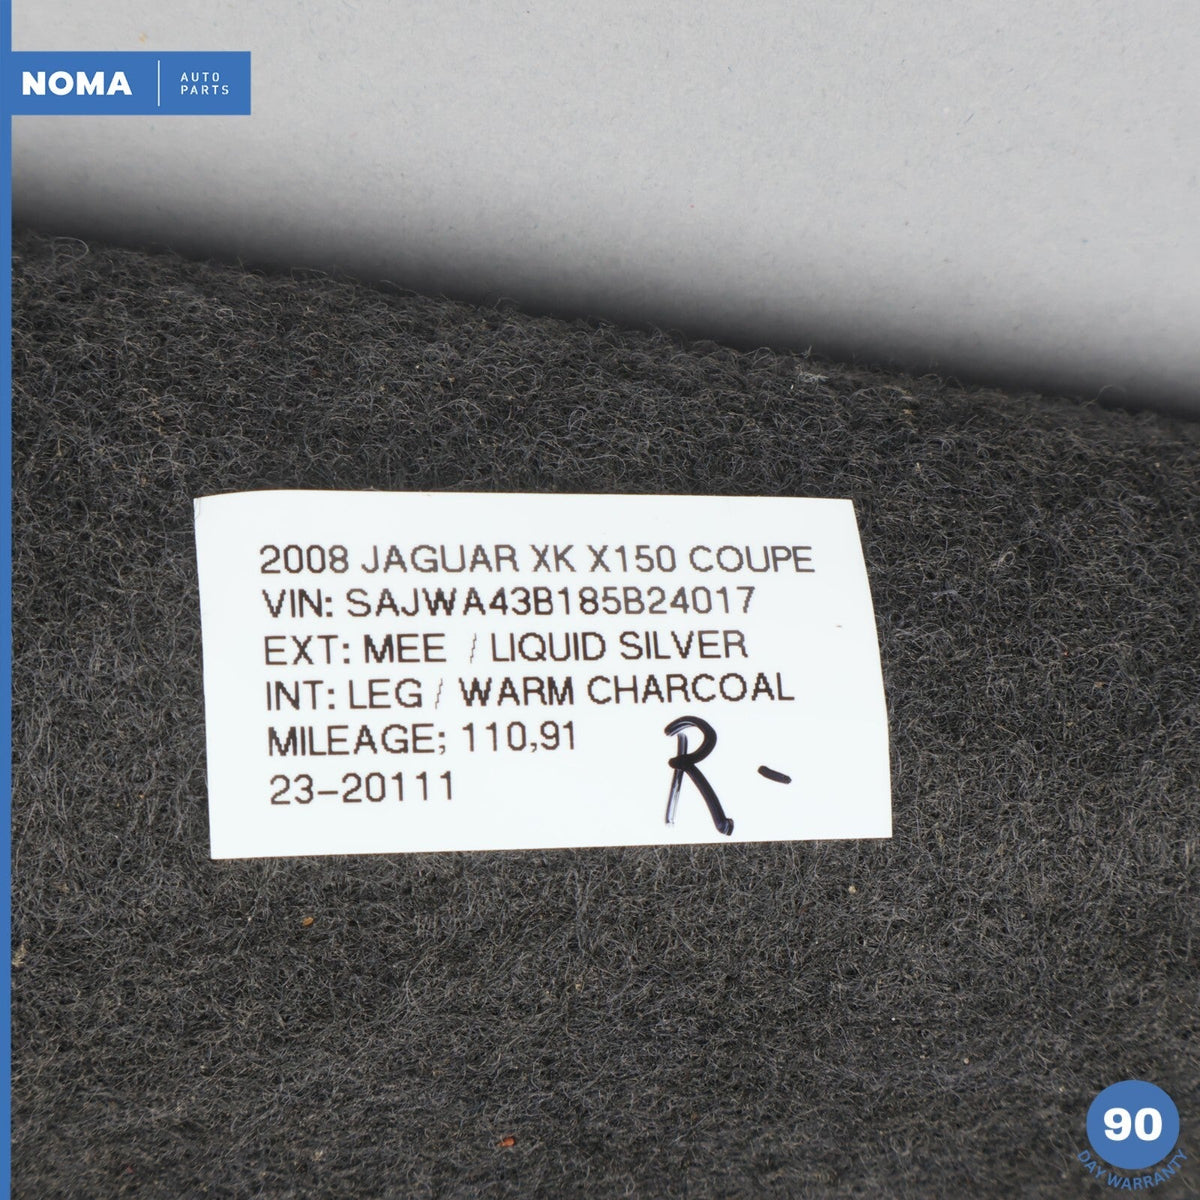 NOMA
AUTO
PARTS
2008 JAGUAR XK X150 COUPE
VIN: SAJWA43B185B24017
EXT: MEE / LIQUID SILVER
INT: LEG / WARM CHARCOAL
MILEAGE; 110,91
23-20111
R -
90
DAY WARRANTY